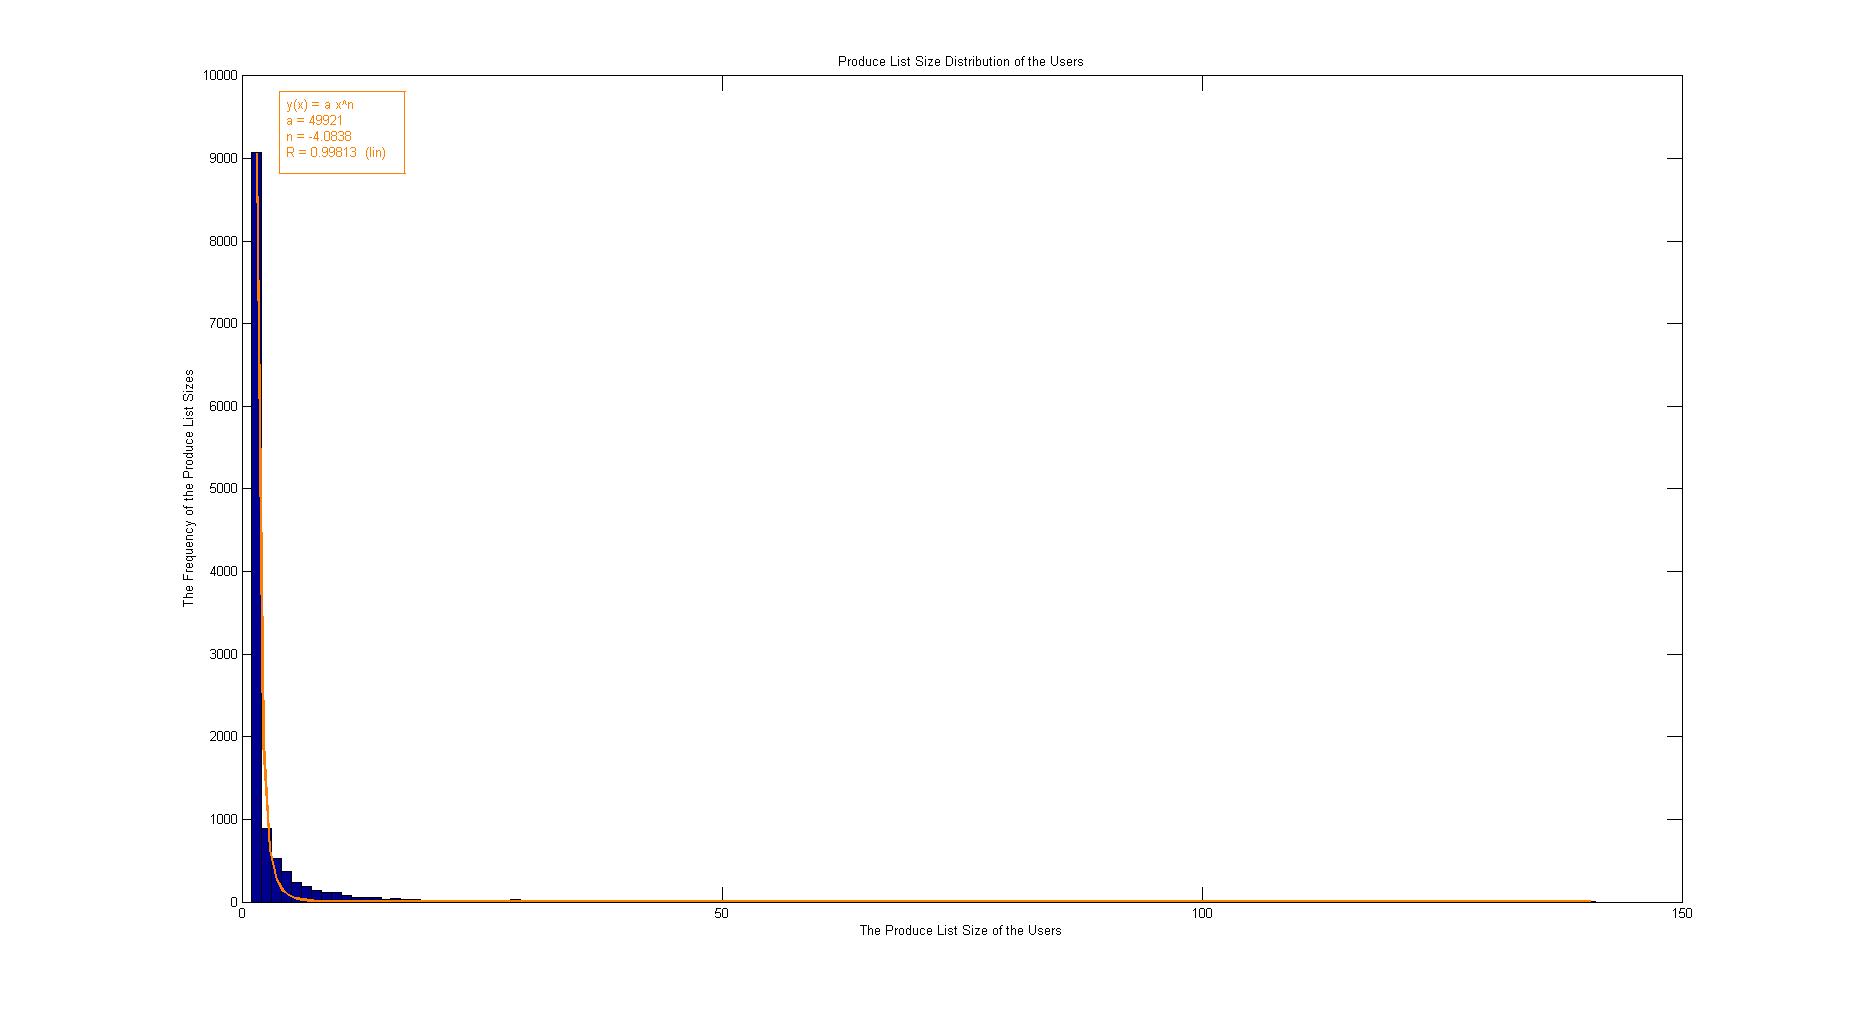 Produce List Size Distribution of the Users
y(x) = a x^n
a = 49921
n = -4.0838
R = 0.99813  (lin)
10000
9000
8000
7000
6000
5000
4000
3000
2000
1000
0
The Frequency of the Produce List Sizes
0 50 100 150
The Produce List Size of the Users